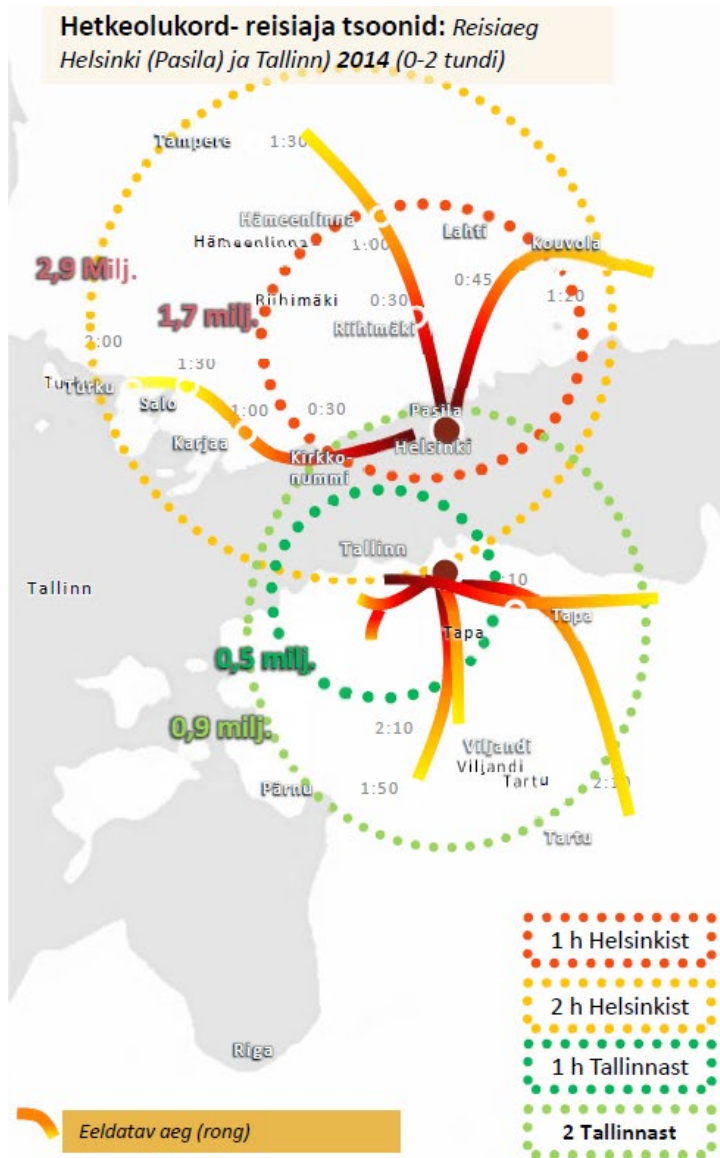 Hetkeolukord- reisiaja tsoonid: Reisiaeg
Helsinki (Pasila) ja Tallinn) 2014 (0-2 tundi)
Tampere
1:30
Hämeenlinna
Lahti
Hämeenlinna
1:00
Kouvola
2,9 Milj.
0:45
1:20
Riihimäki
0:30
1,7 milj.
Riihimäki
2:00
1:30
Turku
Salo
1:00
0:30
Pasila
Karjaa
Helsinki
Kirkko-
nummi
Tallinn
Tallinn
:10
Tapa
Tapa
0,5 milj.
0,9 milj.
2:10
Viljandi
Viljandi
Pärnu
1:50
Tartu
2:10
Tartu
1 h Helsinkist
2 h Helsinkist
1 h Tallinnast
2 Tallinnast
Riga
Eeldatav aeg (rong)